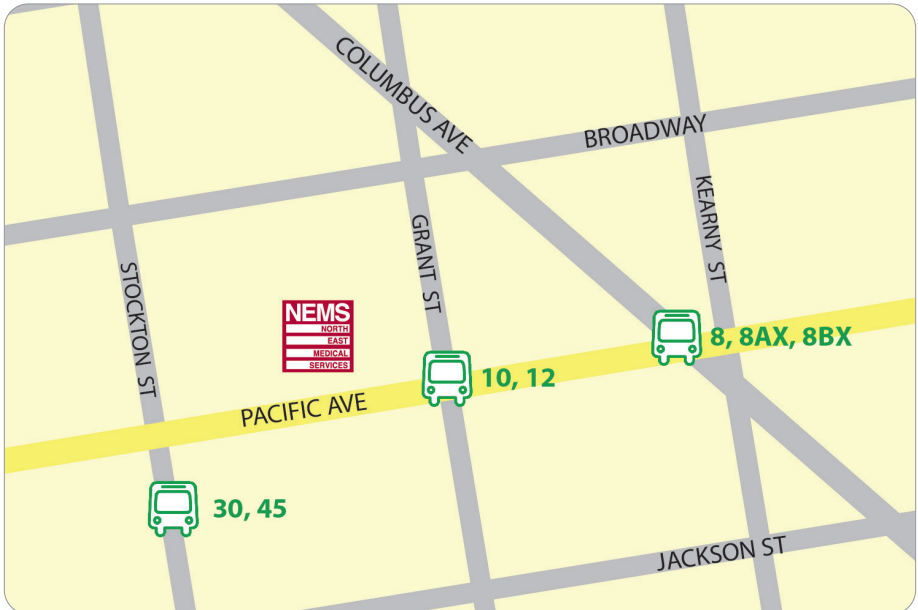 COLUMBUS AVE
BROADWAY
KEARNY ST
GRANT ST
STOCKTON ST
NEMS
NORTH
EAST
MEDICAL
SERVICES
8, 8AX, 8BX
10, 12
PACIFIC AVE
30, 45
JACKSON ST